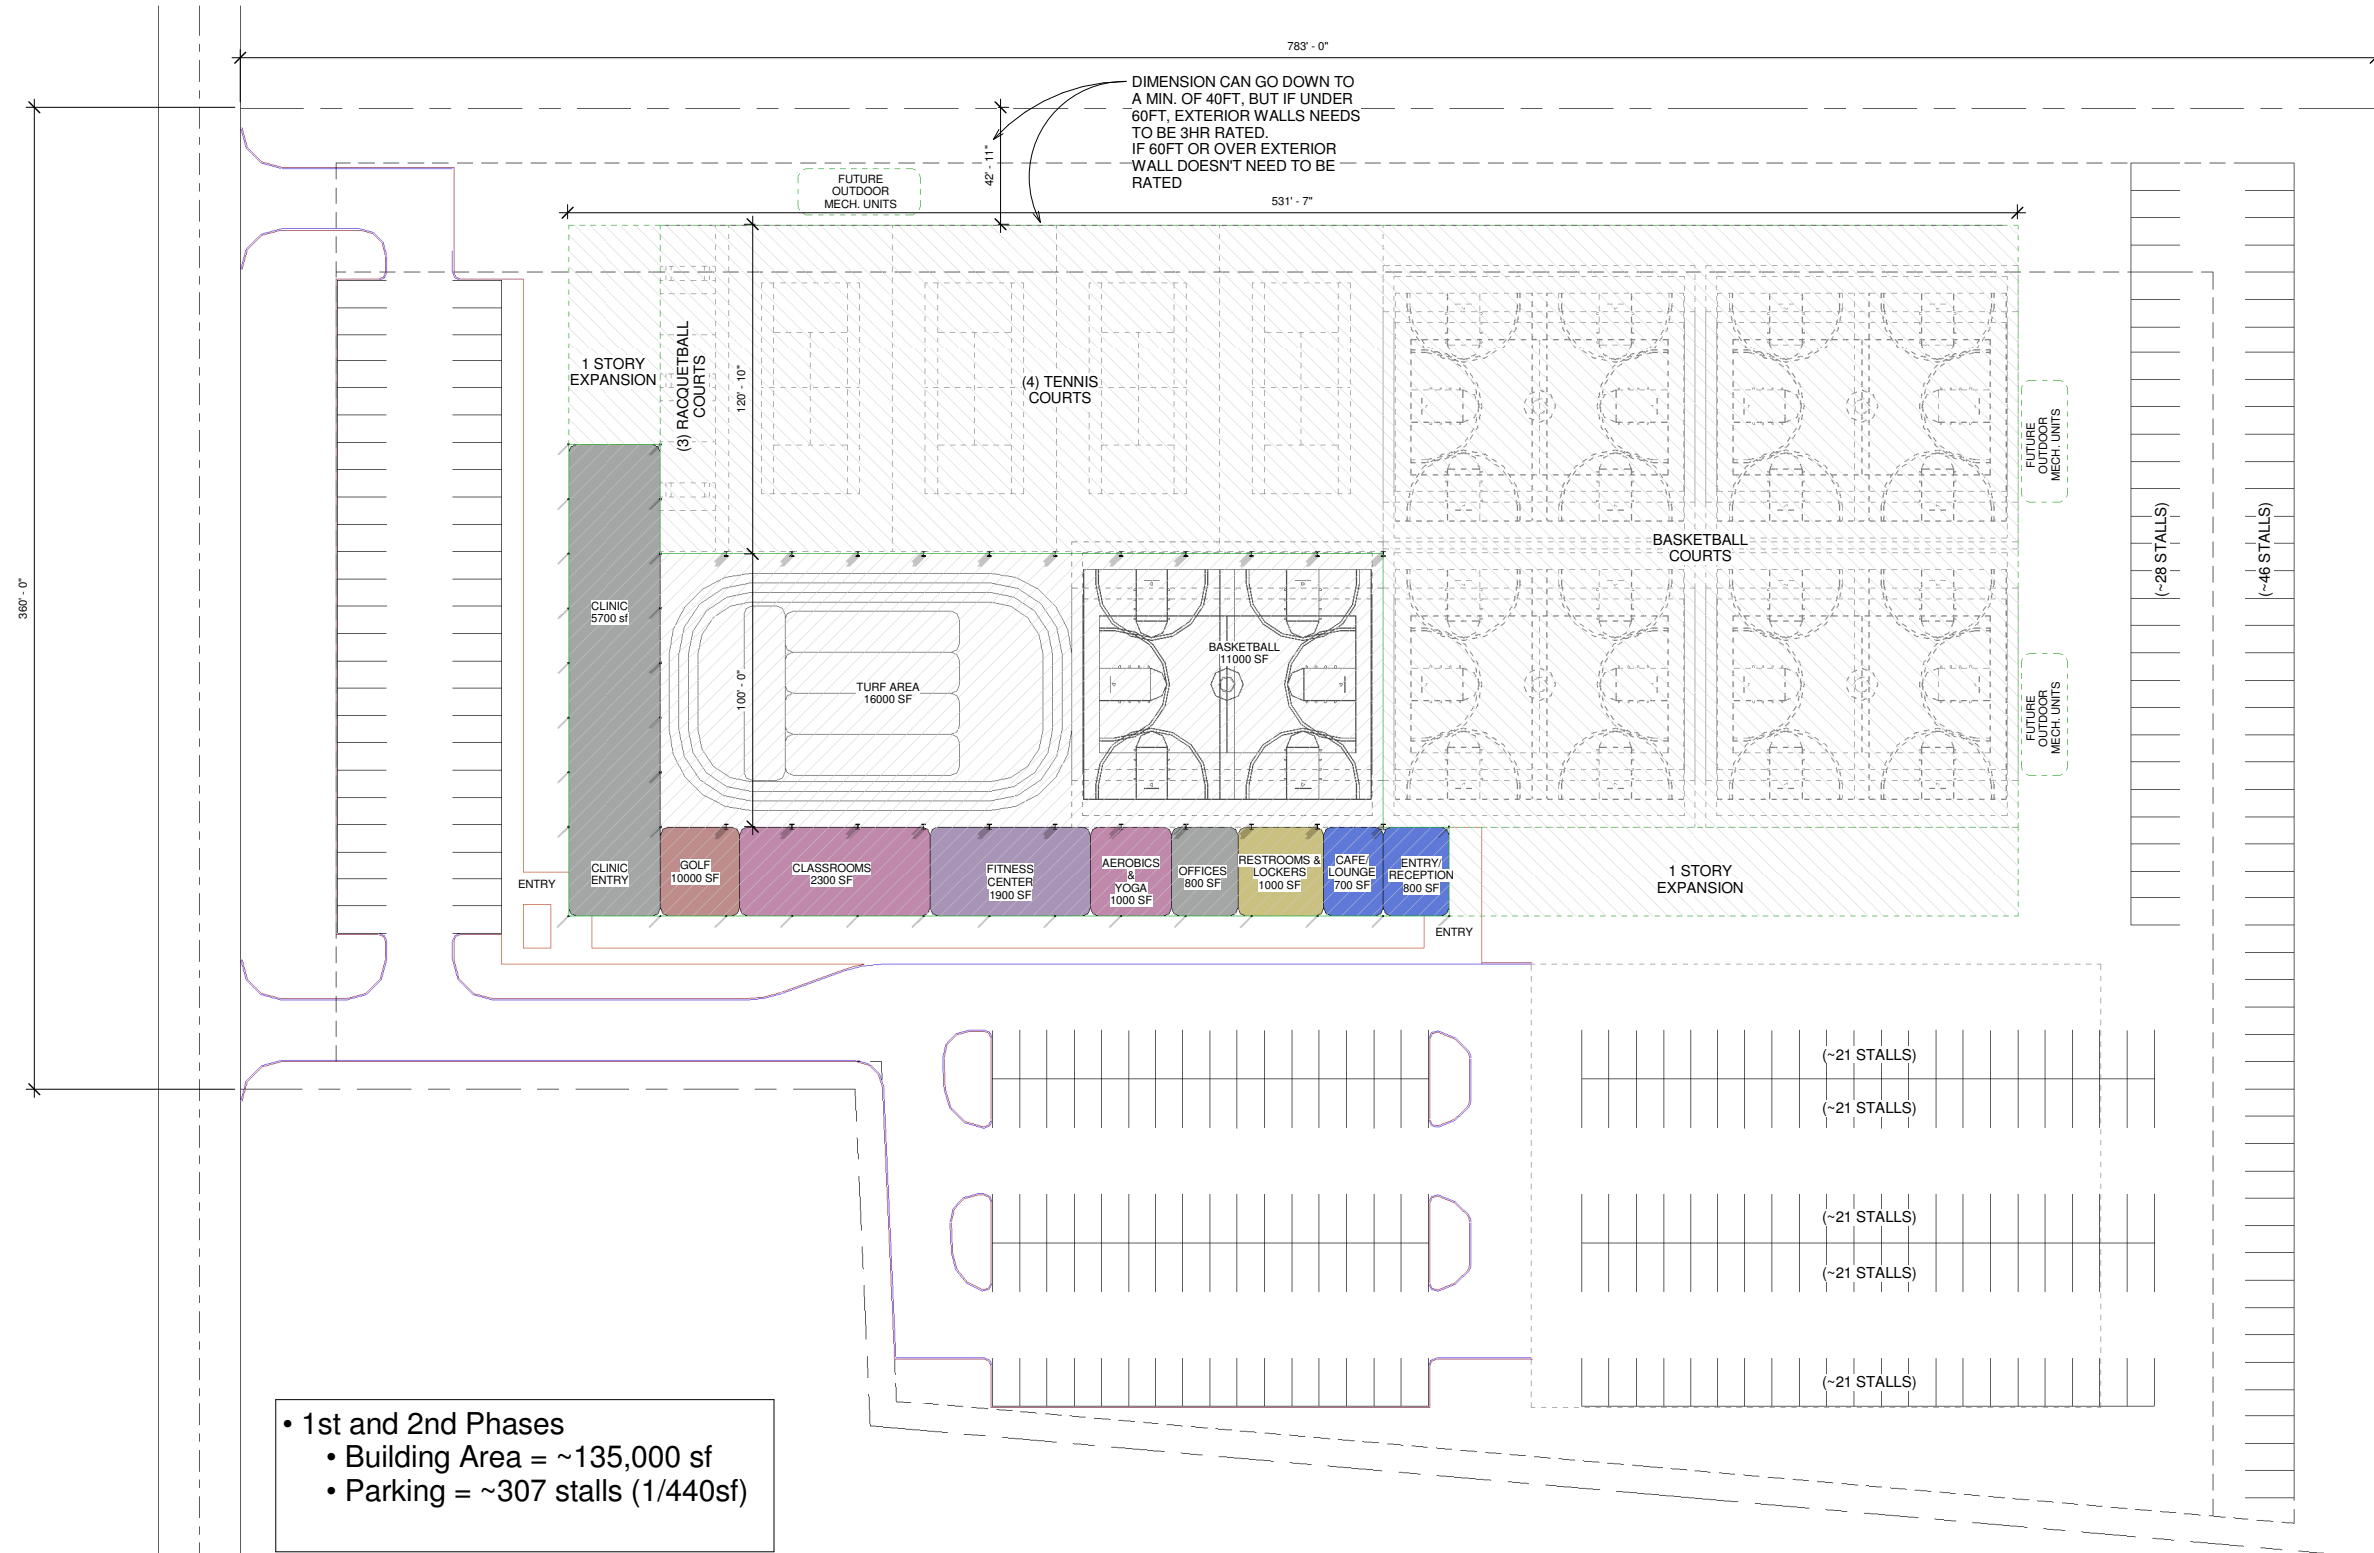 783' - 0"
DIMENSION CAN GO DOWN TO
A MIN. OF 40FT, BUT IF UNDER
60FT, EXTERIOR WALLS NEEDS
TO BE 3HR RATED.
IF 60FT OR OVER EXTERIOR
WALL DOESN'T NEED TO BE
RATED
42' - 11"
FUTURE
OUTDOOR
MECH. UNITS
531' - 7"
1 STORY
EXPANSION
(3) RACQUETBALL
COURTS
120' - 10"
(4) TENNIS
COURTS
BASKETBALL
COURTS
FUTURE
OUTDOOR
MECH. UNITS
FUTURE
OUTDOOR
MECH. UNITS
(~28 STALLS)
(~46 STALLS)
360' - 0"
CLINIC
5700 sf
100' - 0"
TURF AREA
16000 SF
BASKETBALL
11000 SF
ENTRY
CLINIC
ENTRY
GOLF
10000 SF
CLASSROOMS
2300 SF
FITNESS
CENTER
1900 SF
AEROBICS
&
YOGA
1000 SF
OFFICES
800 SF
RESTROOMS &
LOCKERS
1000 SF
CAFE/
LOUNGE
700 SF
ENTRY/
RECEPTION
800 SF
1 STORY
EXPANSION
ENTRY
(~21 STALLS)
(~21 STALLS)
(~21 STALLS)
(~21 STALLS)
(~21 STALLS)
• 1st and 2nd Phases
• Building Area = ~135,000 sf
• Parking = ~307 stalls (1/440sf)